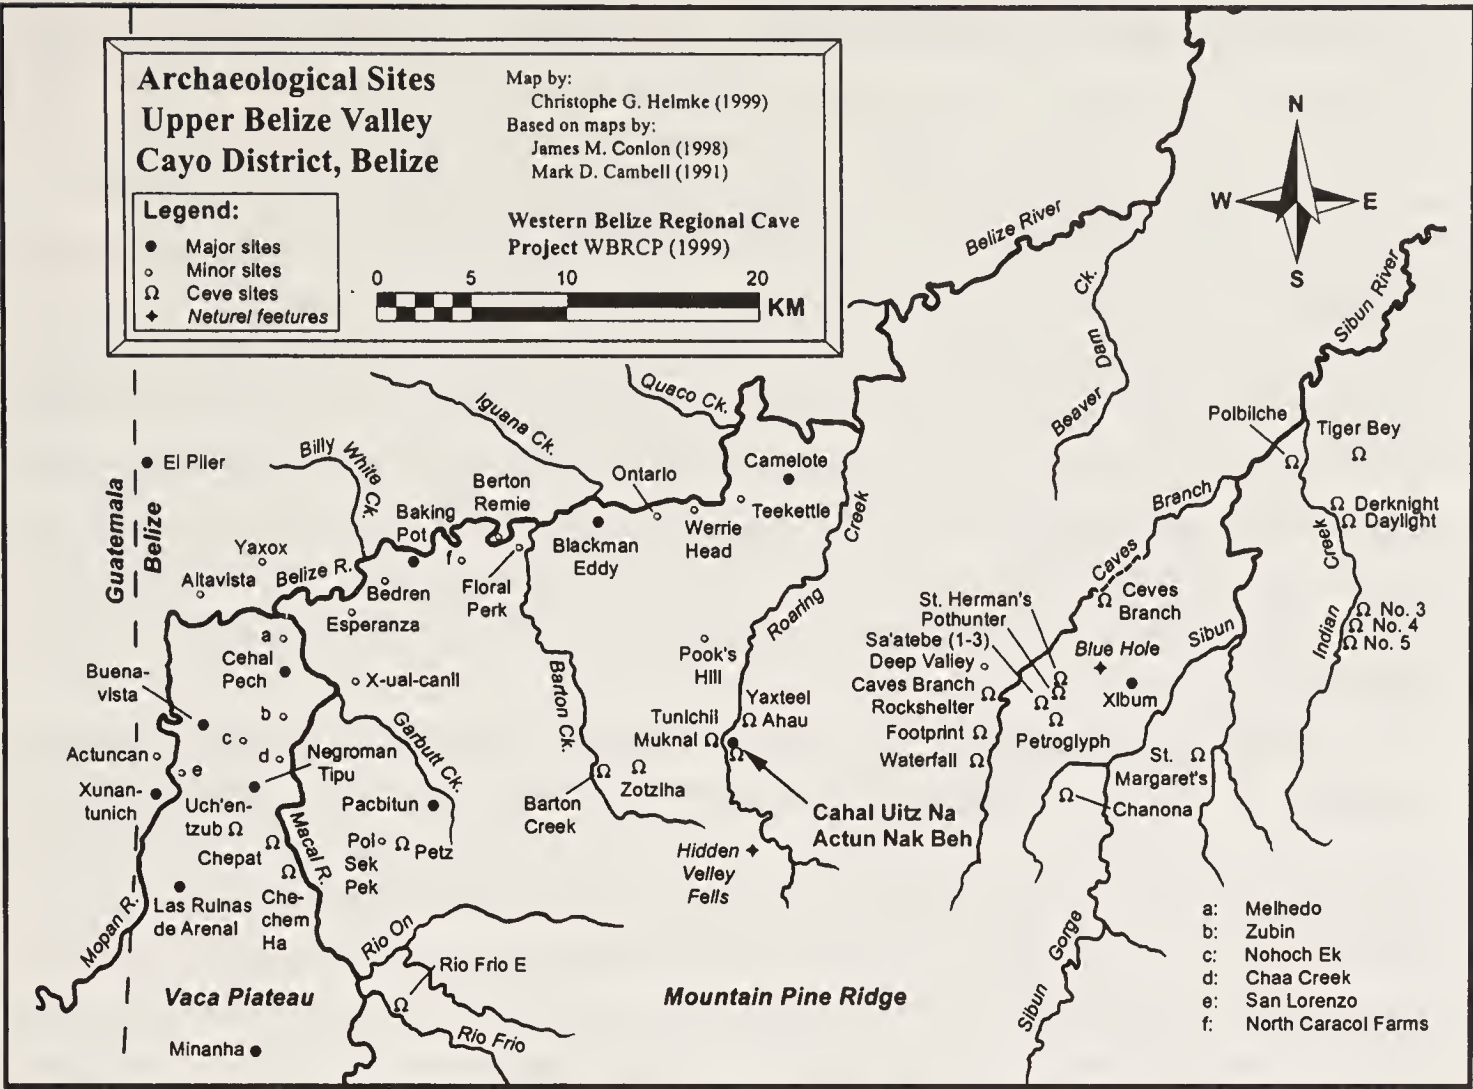 Archaeological Sites
Upper Belize Valley
Cayo District, Belize
Map by:
Christophe G. Helmke (1999)
Based on maps by:
James M. Conlon (1998)
Mark D. Cambell (1991)
Western Belize Regional Cave
Project WBRCP (1999)
Legend:
Major sites
Minor sites
Ceve sites
Neturel feetures
0 5 10 20
KM
N
W E
S
Belize River
Beaver Dam Ck.
Sibun River
Quaco Ck.
Iguana Ck.
Billy White Ck.
Guatemala
Belize
El Piler
Yaxox
Altavista
Belize R.
Baking
Pot
Berton
Remie
Ontario
Camelote
Teekettle
Werrie
Head
Blackman
Eddy
Floral
Perk
f
Bedren
Esperanza
Roaring Creek
Polbilche
Tiger Bey
Derknight
Daylight
Caves Branch
Ceves
Branch
Indian Creek
No. 3
No. 4
No. 5
Sibun
Blue Hole
Xibum
St. Herman's
Pothunter
Sa'atebe (1-3)
Deep Valley
Caves Branch
Rockshelter
Footprint
Waterfall
Petroglyph
St.
Margaret's
Chanona
a
Cehal
Pech
Buena-
vista
X-ual-canil
b
c
d
e
Actuncan
Xunan-
tunich
Negroman
Tipu
Garbutt Ck.
Pacbitun
Uch'en-
tzub
Chepat
Macal R.
Pol
Sek
Pek
Petz
Che-
chem
Ha
Las Ruinas
de Arenal
Mopan R.
Barton Ck.
Pook's
Hill
Yaxteel
Ahau
Tunichil
Muknal
Zotziha
Barton
Creek
Cahal Uitz Na
Actun Nak Beh
Hidden
Velley
Fells
Rio On
Rio Frio E
Rio Frio
Vaca Plateau
Minanha
Mountain Pine Ridge
Sibun Gorge
a: Melhedo
b: Zubin
c: Nohoch Ek
d: Chaa Creek
e: San Lorenzo
f: North Caracol Farms